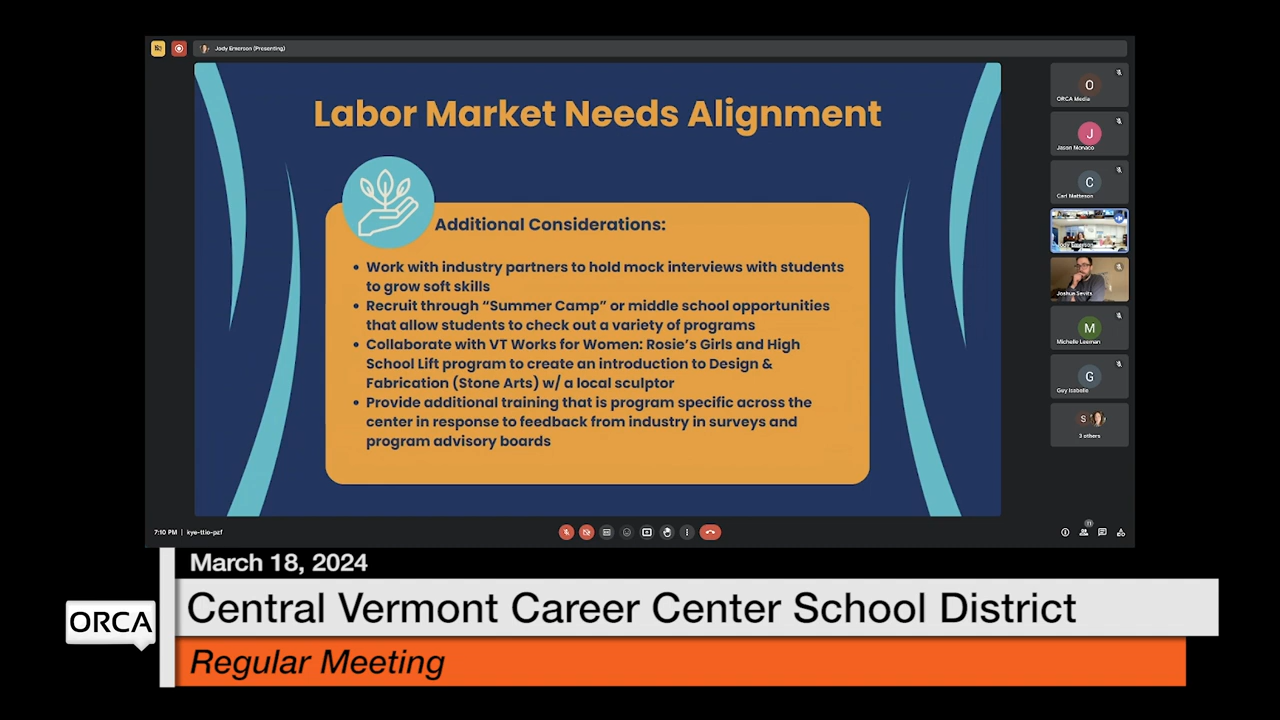 Jody Emerson (Presenting)
Labor Market Needs Alignment
Additional Considerations:
• Work with industry partners to hold mock interviews with students
to grow soft skills
• Recruit through “Summer Camp” or middle school opportunities
that allow students to check out a variety of programs
• Collaborate with VT Works for Women: Rosie’s Girls and High
School Lift program to create an introduction to Design &
Fabrication (Stone Arts) w/ a local sculptor
• Provide additional training that is program specific across the
center in response to feedback from industry in surveys and
program advisory boards
O
ORCA Media
J
Jason Monaco
C
Carl Matteson
Jody Emerson
Joshua Sevits
M
Michelle Leeman
G
Guy Isabelle
S
3 others
7:10 PM | kye-ttio-pzf
11
March 18, 2024
ORCA
Central Vermont Career Center School District
Regular Meeting